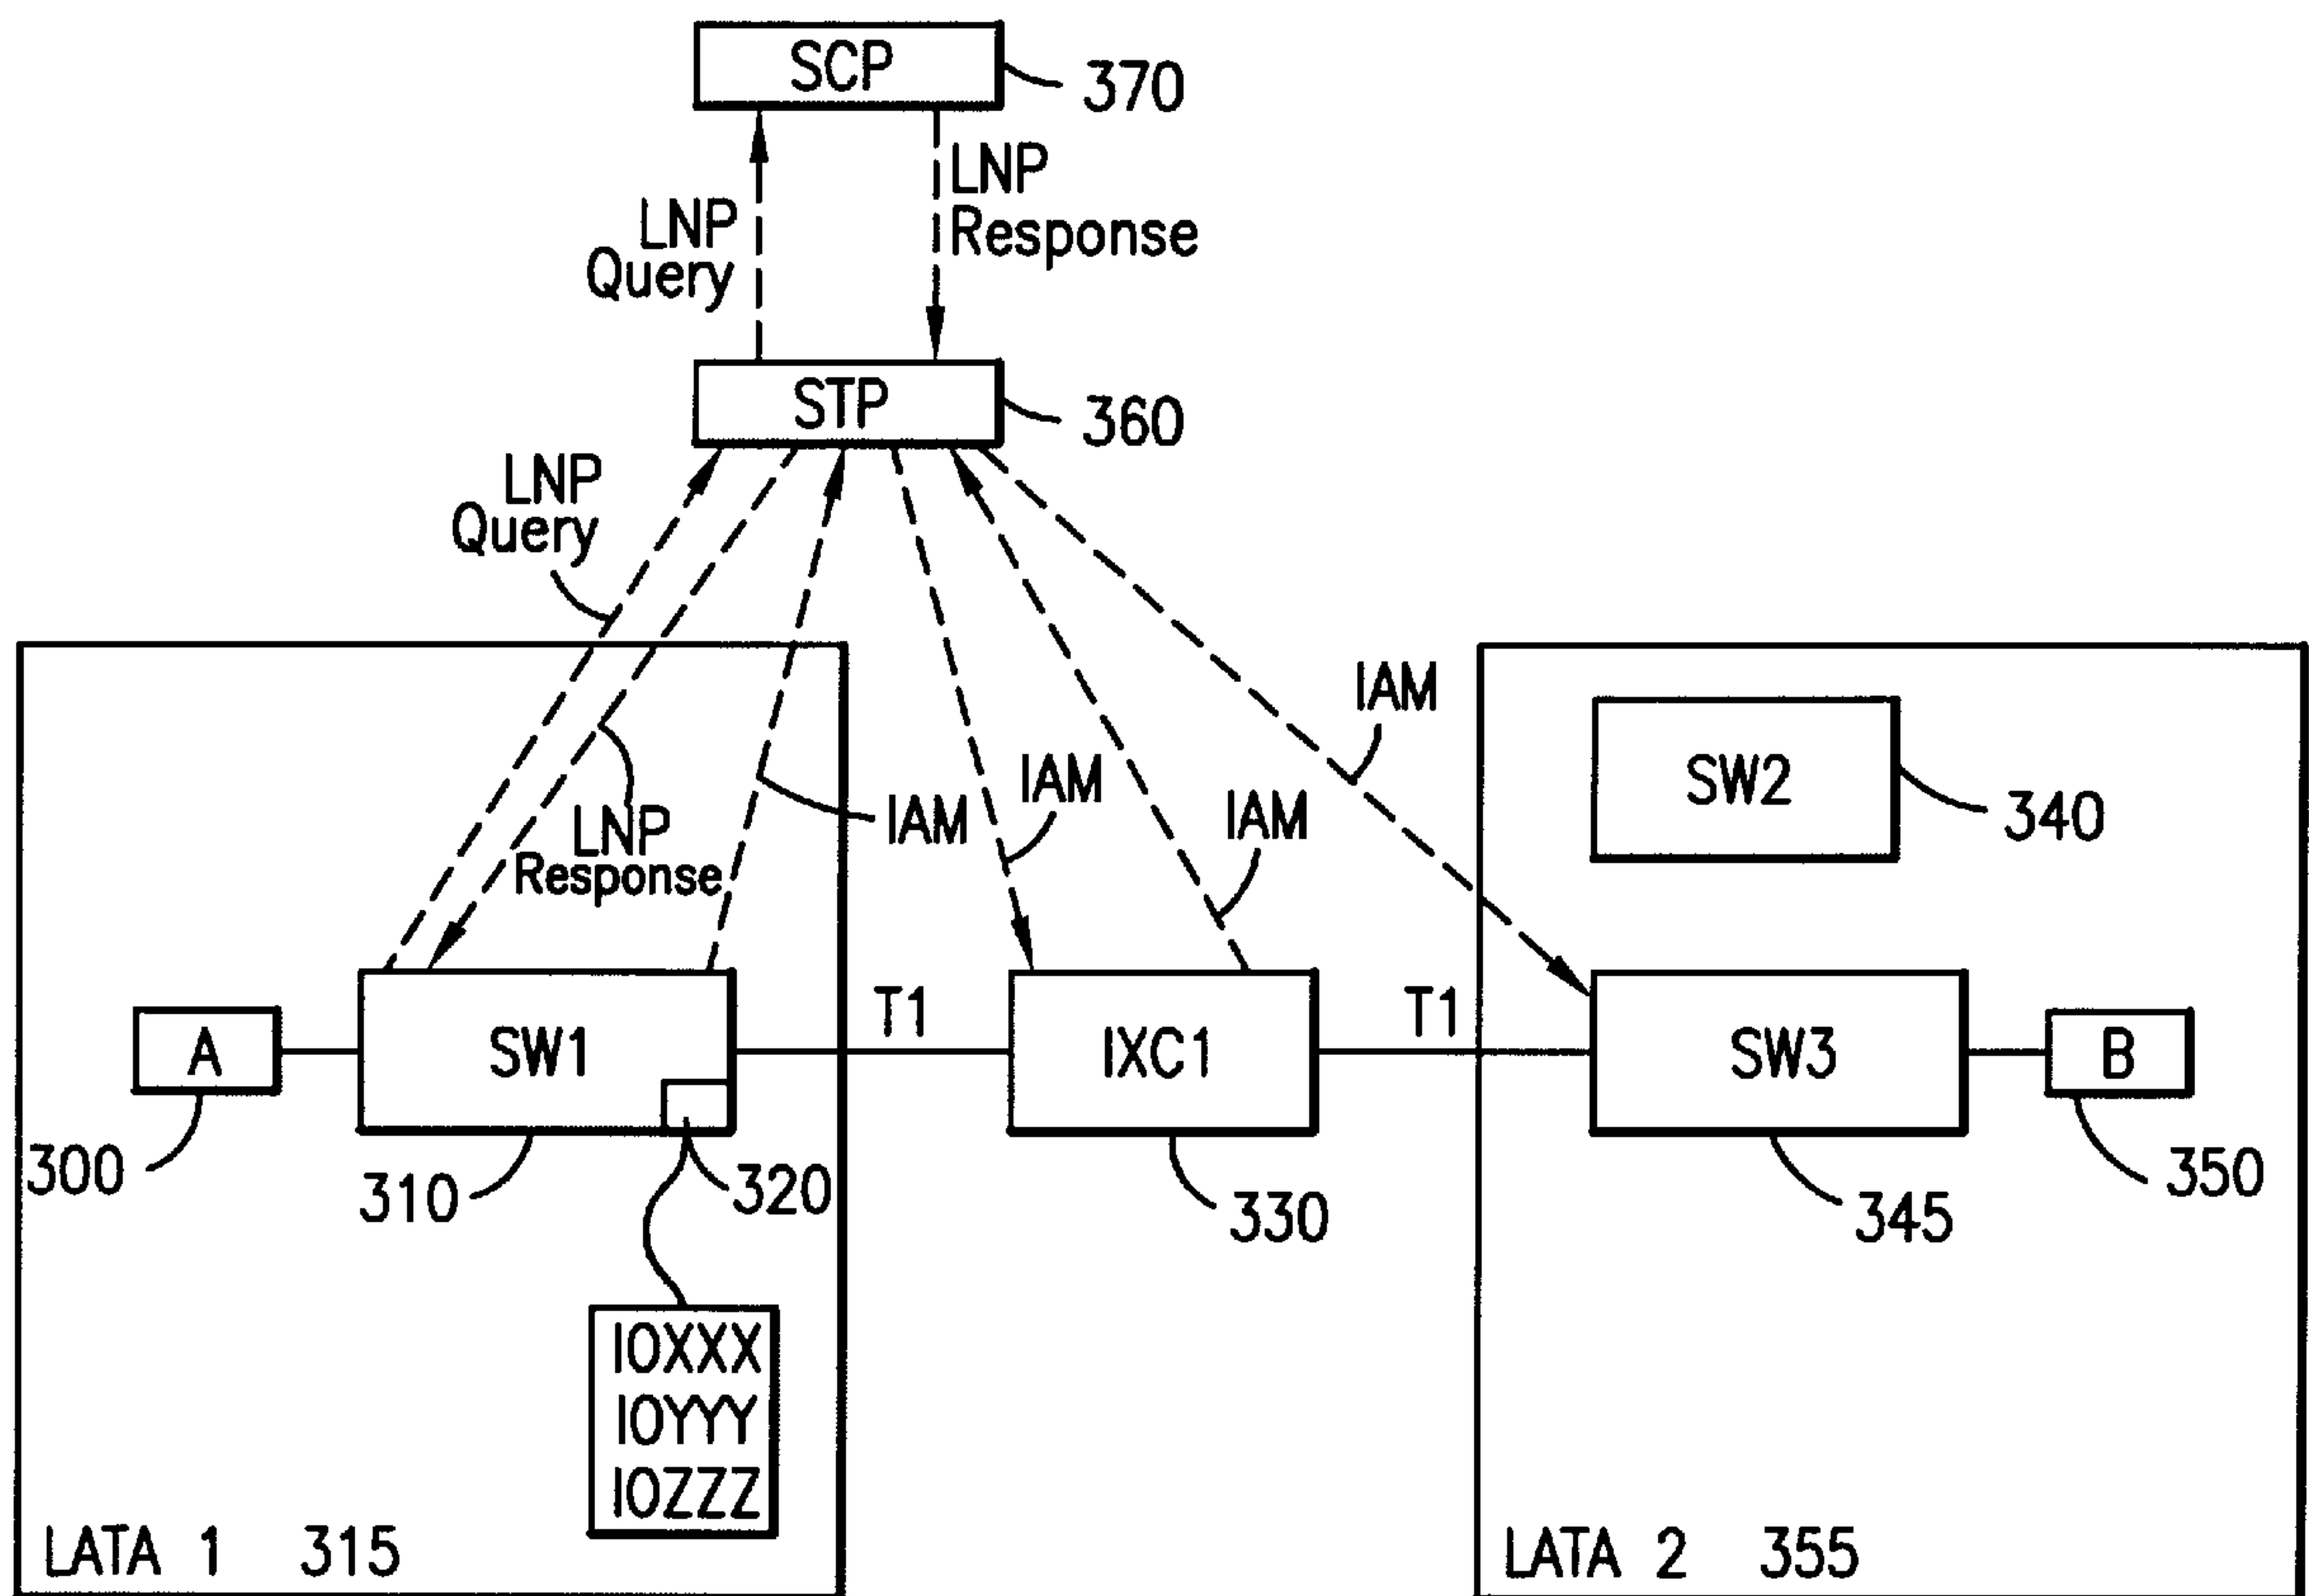 SCP
370
LNP
Query
LNP
Response
STP
360
LNP
Query
IAM
SW2
340
IAM
IAM
IAM
LNP
Response
A
SW1
T1
IXC1
T1
SW3
B
300
310
320
330
345
350
10XXX
10YYY
10ZZZ
LATA 1 315
LATA 2 355